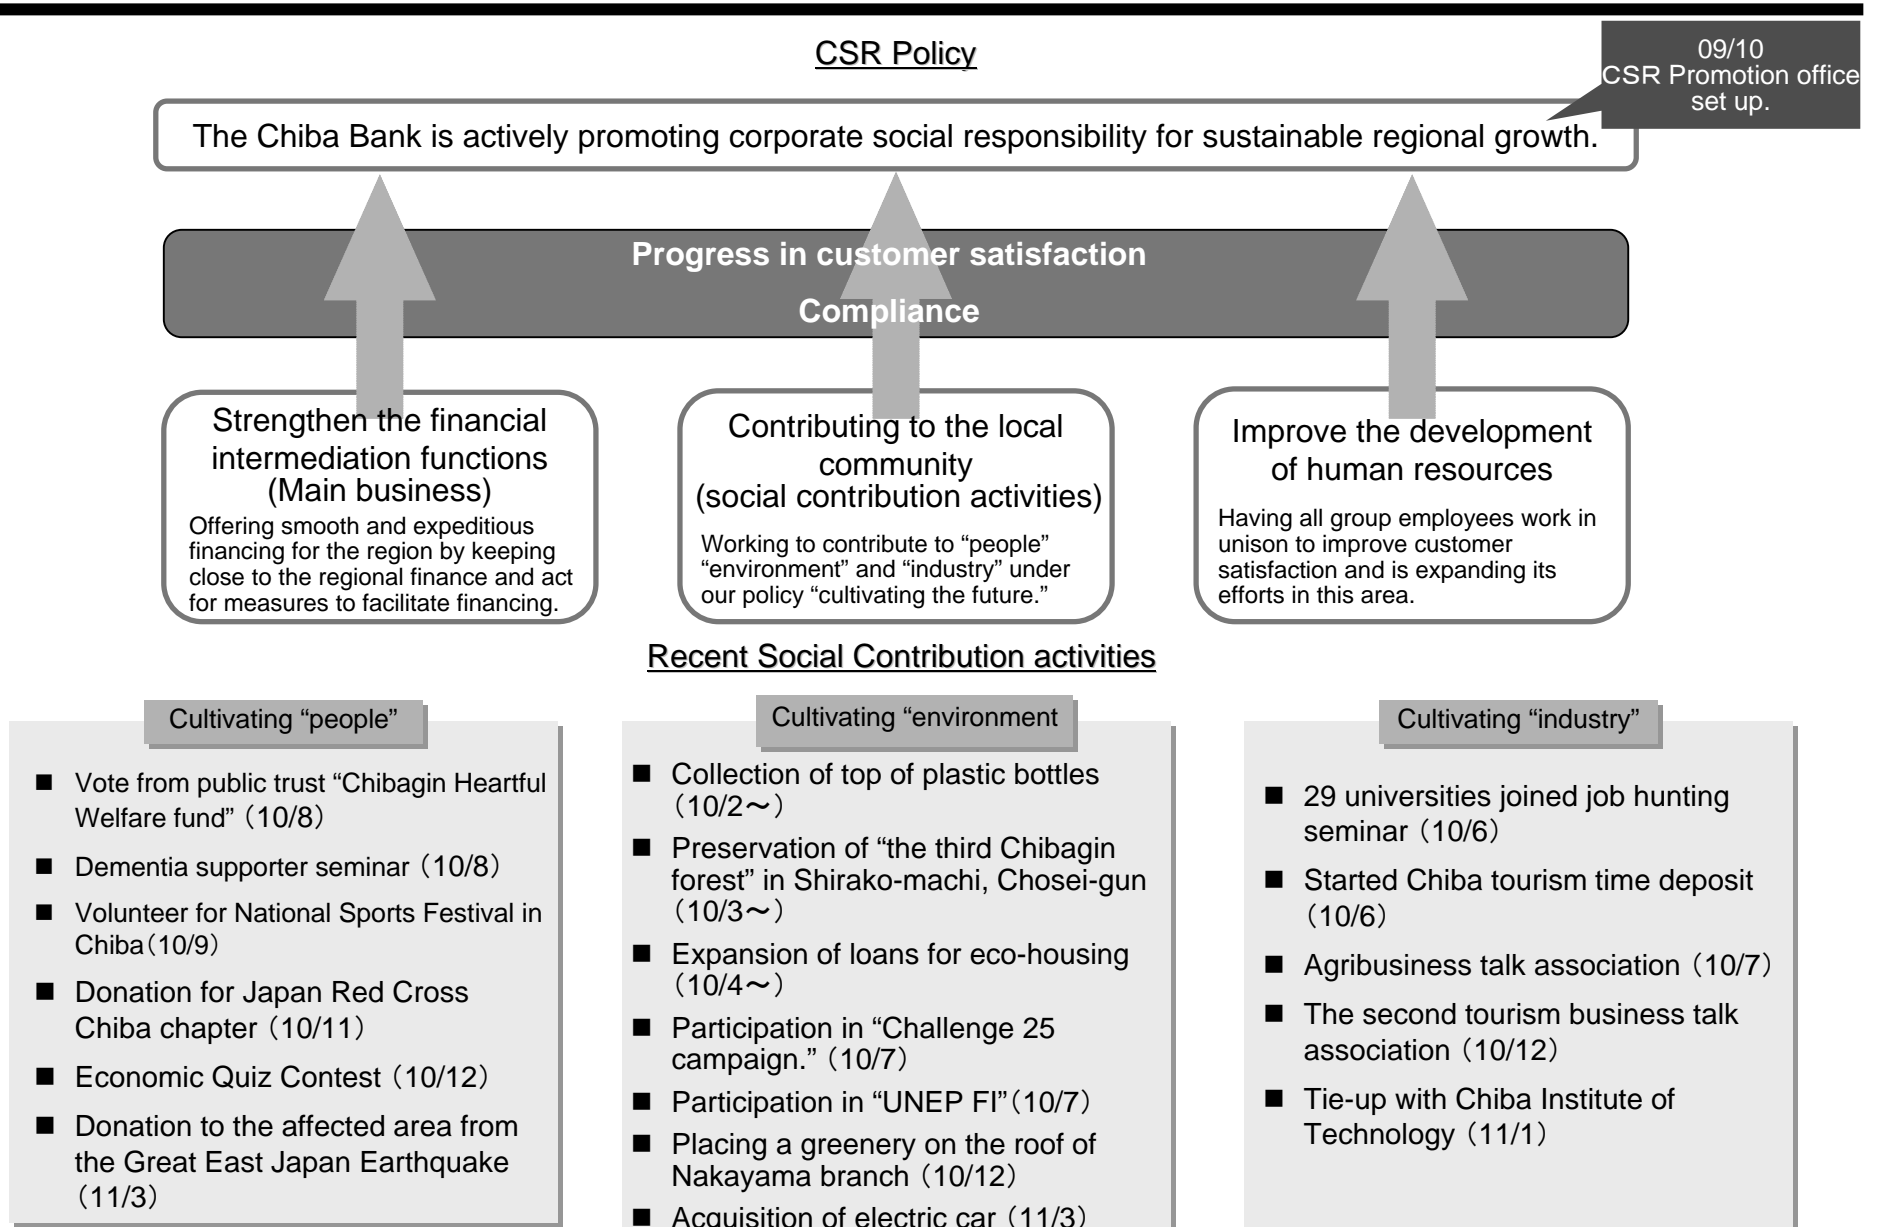 CSR Policy
09/10
CSR Promotion office
set up.
The Chiba Bank is actively promoting corporate social responsibility for sustainable regional growth.
Progress in customer satisfaction
Compliance
Strengthen the financial
intermediation functions
(Main business)
Offering smooth and expeditious
financing for the region by keeping
close to the regional finance and act
for measures to facilitate financing.
Contributing to the local
community
(social contribution activities)
Working to contribute to “people”
“environment” and “industry” under
our policy “cultivating the future.”
Improve the development
of human resources
Having all group employees work in
unison to improve customer
satisfaction and is expanding its
efforts in this area.
Recent Social Contribution activities
Cultivating “people”
■ Vote from public trust “Chibagin Heartful
Welfare fund”（10/8）
■ Dementia supporter seminar（10/8）
■ Volunteer for National Sports Festival in
Chiba（10/9）
■ Donation for Japan Red Cross
Chiba chapter（10/11）
■ Economic Quiz Contest（10/12）
■ Donation to the affected area from
the Great East Japan Earthquake
（11/3）
Cultivating “environment
■ Collection of top of plastic bottles
（10/2～）
■ Preservation of “the third Chibagin
forest” in Shirako-machi, Chosei-gun
（10/3～）
■ Expansion of loans for eco-housing
（10/4～）
■ Participation in “Challenge 25
campaign.”（10/7）
■ Participation in “UNEP FI”（10/7）
■ Placing a greenery on the roof of
Nakayama branch（10/12）
■ Acquisition of electric car（11/3）
Cultivating “industry”
■ 29 universities joined job hunting
seminar（10/6）
■ Started Chiba tourism time deposit
（10/6）
■ Agribusiness talk association（10/7）
■ The second tourism business talk
association（10/12）
■ Tie-up with Chiba Institute of
Technology（11/1）